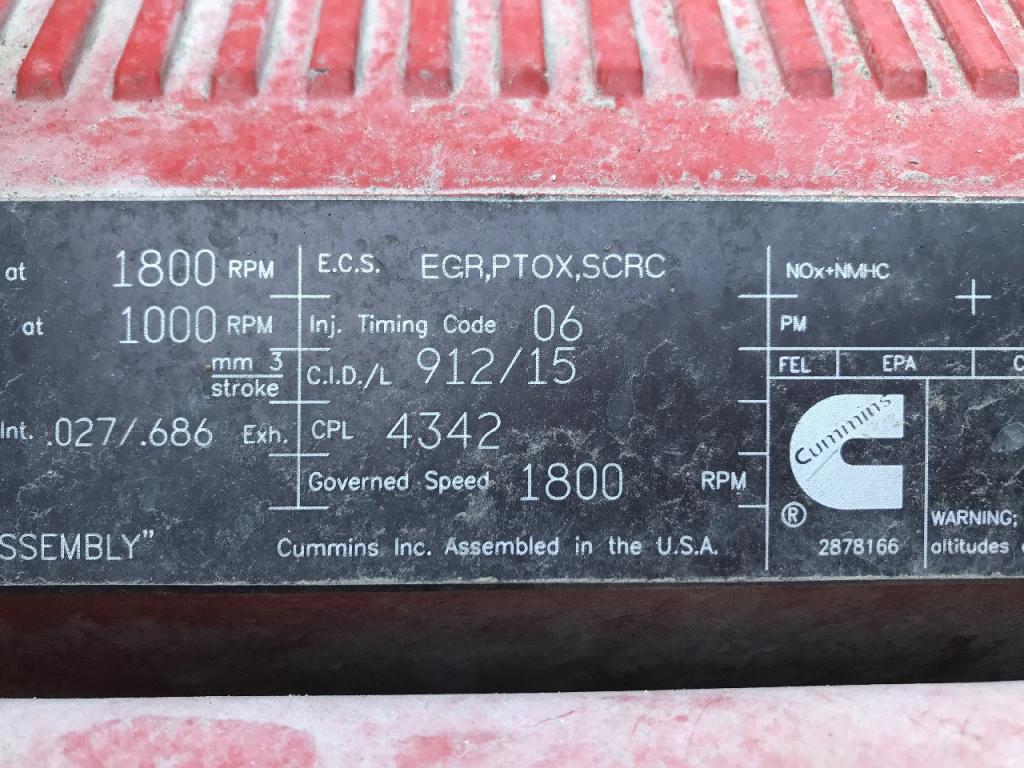 at 1800 RPM
at 1000 RPM
mm 3
stroke
Int. .027/.686 Exh.
SSEMBLY"
E.C.S. EGR,PTOX,SCRC
Inj. Timing Code 06
C.I.D./L 912/15
CPL 4342
Governed Speed 1800 RPM
Cummins Inc. Assembled in the U.S.A.
NOx+NMHC
PM
FEL EPA C
Cummins
®
2878166
WARNING;
altitudes